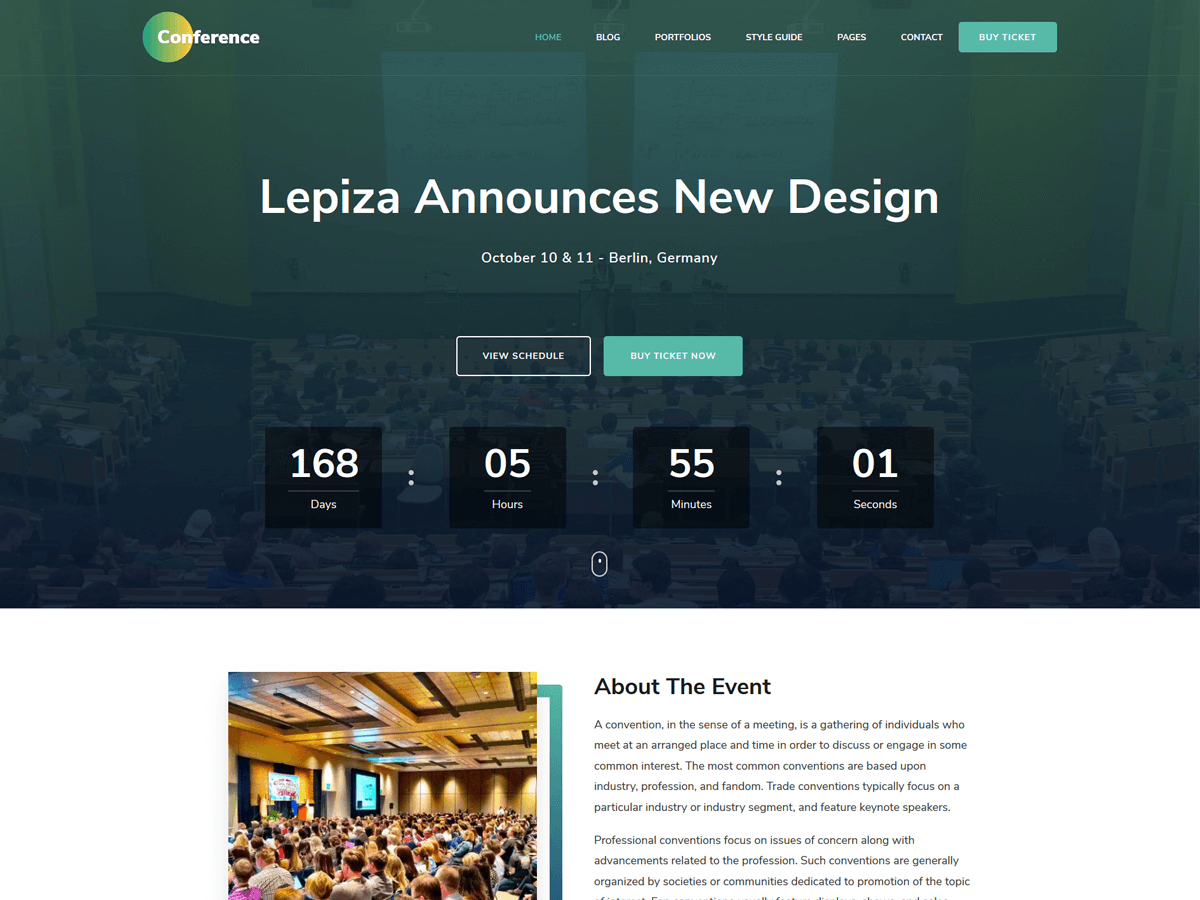 Conference
HOME BLOG PORTFOLIOS STYLE GUIDE PAGES CONTACT BUY TICKET
Lepiza Announces New Design
October 10 & 11 - Berlin, Germany
VIEW SCHEDULE BUY TICKET NOW
168 : 05 : 55 : 01
Days Hours Minutes Seconds
About The Event
A convention, in the sense of a meeting, is a gathering of individuals who
meet at an arranged place and time in order to discuss or engage in some
common interest. The most common conventions are based upon
industry, profession, and fandom. Trade conventions typically focus on a
particular industry or industry segment, and feature keynote speakers.
Professional conventions focus on issues of concern along with
advancements related to the profession. Such conventions are generally
organized by societies or communities dedicated to promotion of the topic